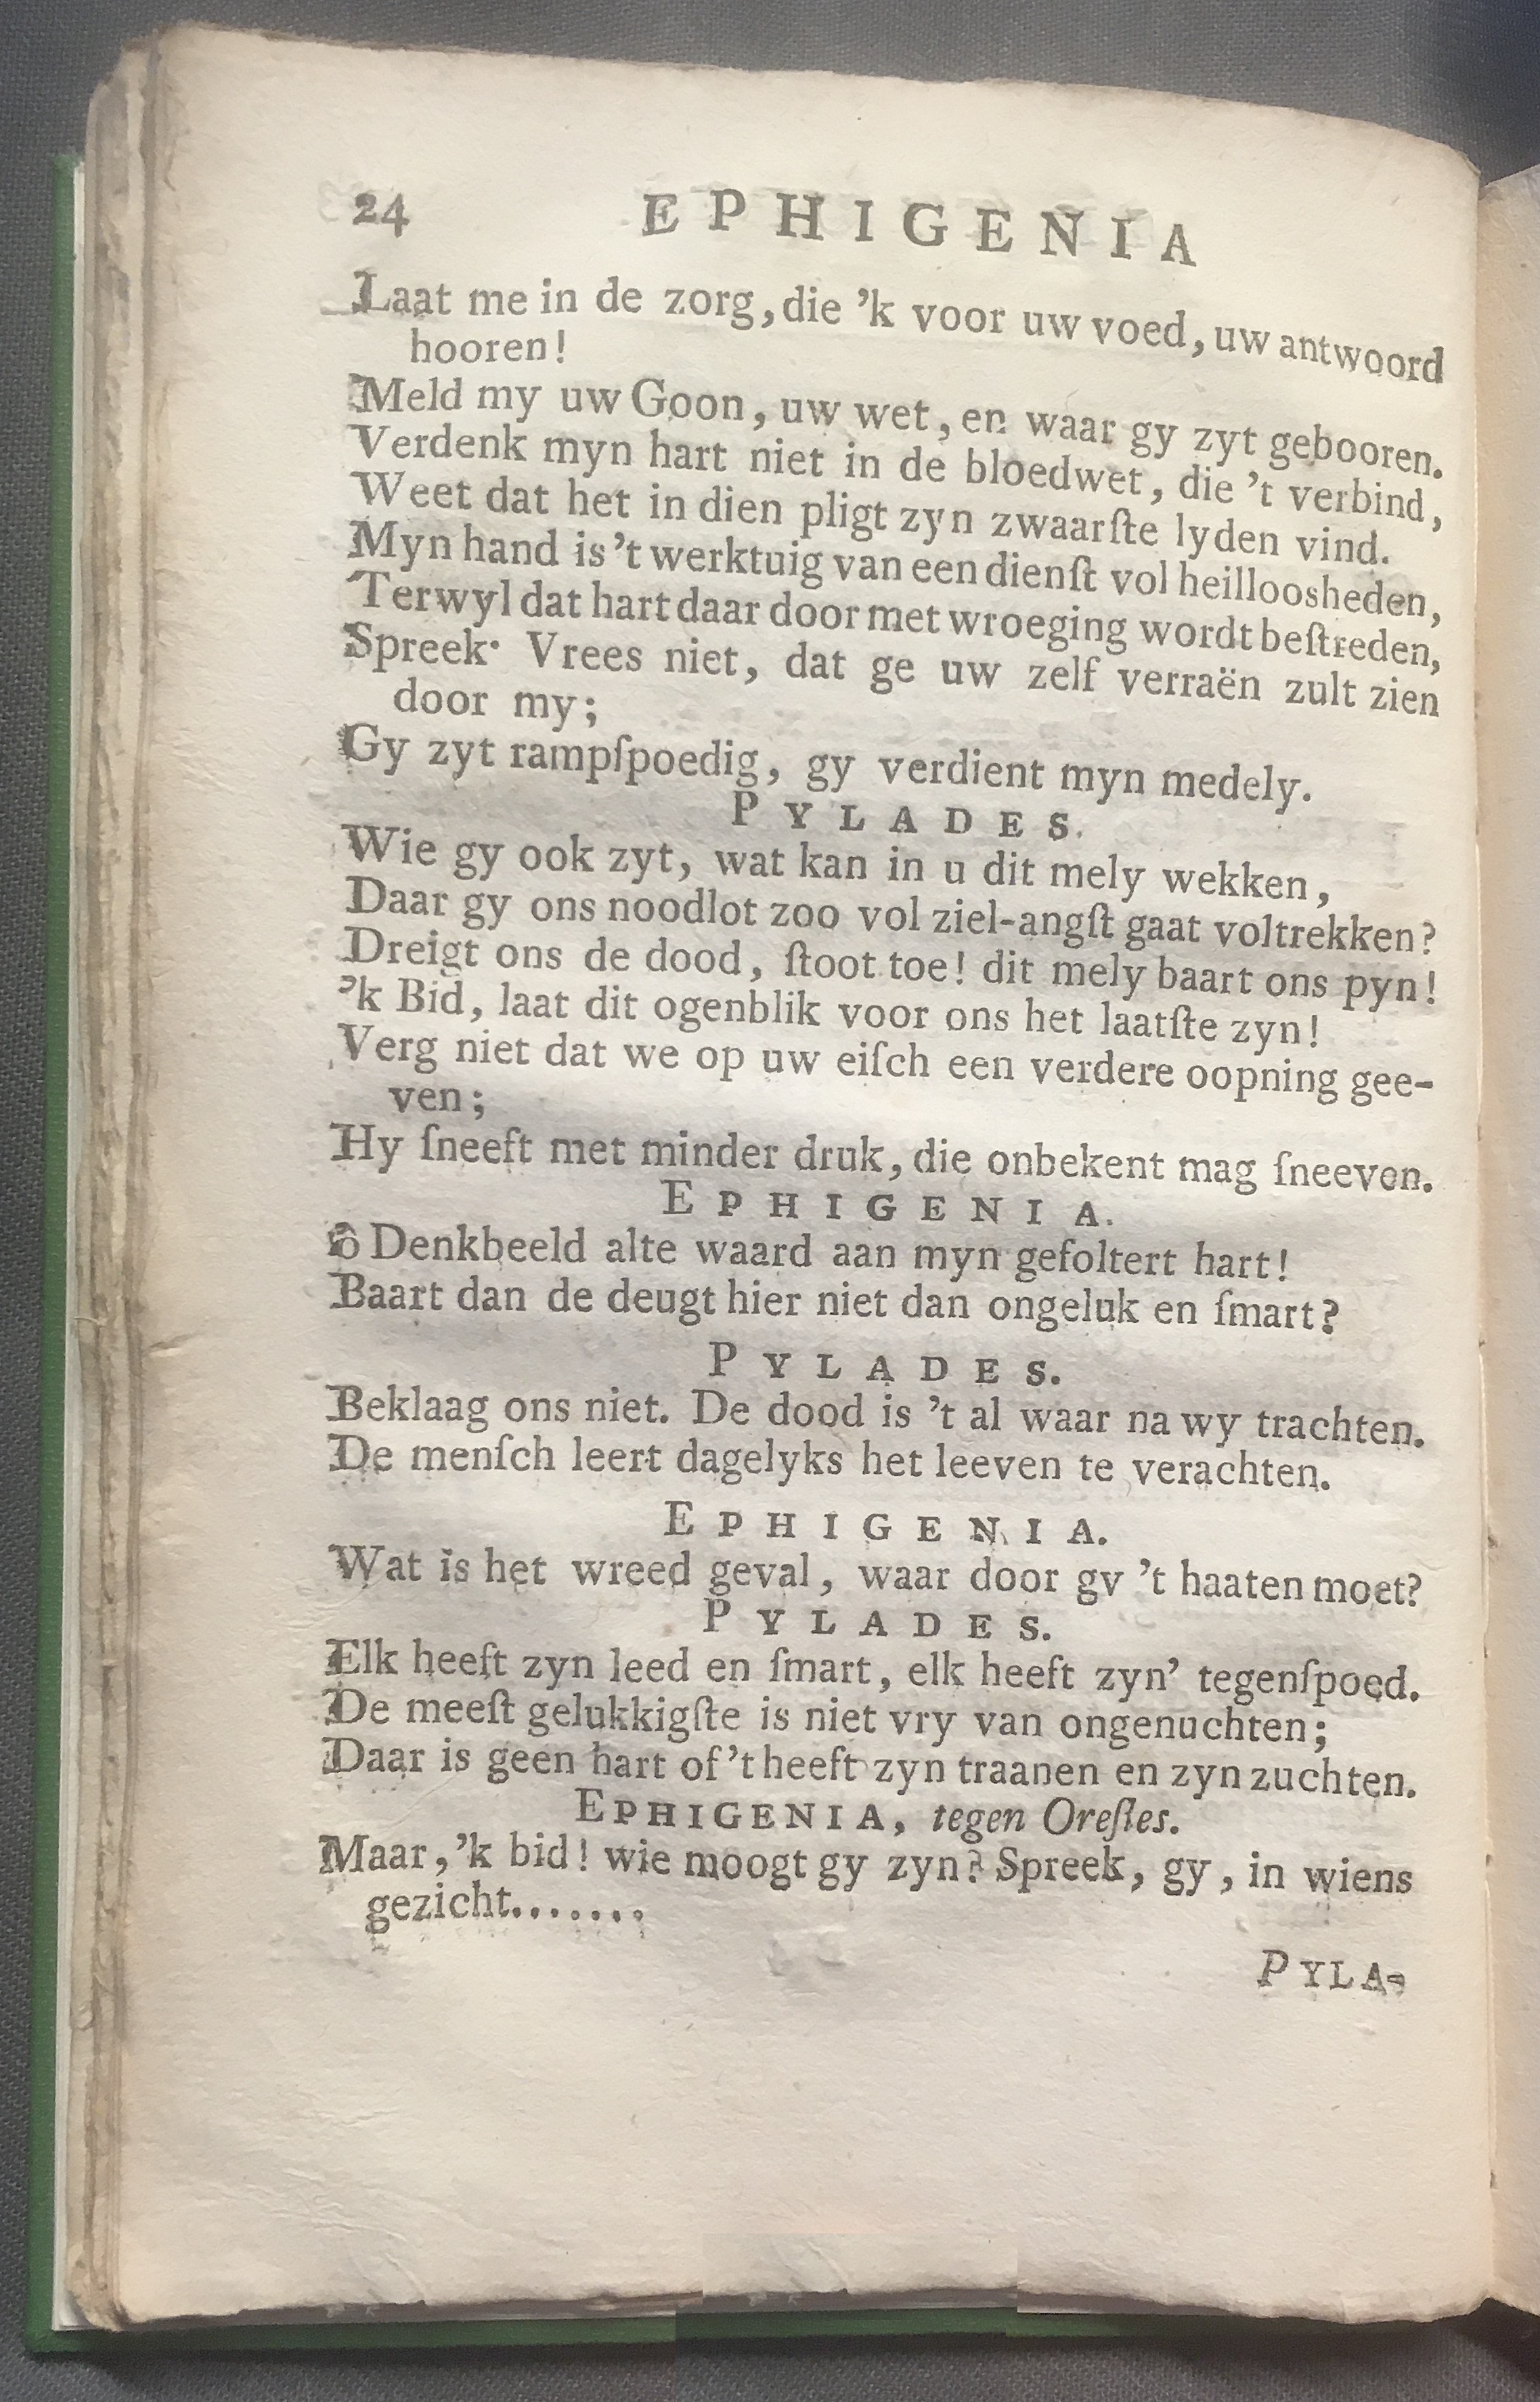 24 EPHIGENIA
Laat me in de zorg, die ’k voor uw voed, uw antwoord
hooren!
Meld my uw Goon, uw wet, en waar gy zyt gebooren.
Verdenk myn hart niet in de bloedwet, die ’t verbind,
Weet dat het in dien pligt zyn zwaarſte lyden vind.
Myn hand is ’t werktuig van een dienſt vol heilloosheden,
Terwyl dat hart daar door met wroeging wordt beſtreden,
Spreek· Vrees niet, dat ge uw zelf verraën zult zien
door my;
Gy zyt rampſpoedig, gy verdient myn medely.
PYLADES.
Wie gy ook zyt, wat kan in u dit mely wekken,
Daar gy ons noodlot zoo vol ziel-angſt gaat voltrekken?
Dreigt ons de dood, ſtoot toe! dit mely baart ons pyn!
’k Bid, laat dit ogenblik voor ons het laatſte zyn!
Verg niet dat we op uw eiſch een verdere oopning gee-
ven;
Hy ſneeft met minder druk, die onbekent mag ſneeven.
EPHIGENIA.
ô Denkbeeld alte waard aan myn gefoltert hart!
Baart dan de deugt hier niet dan ongeluk en ſmart?
PYLADES.
Beklaag ons niet. De dood is ’t al waar na wy trachten.
De menſch leert dagelyks het leeven te verachten.
EPHIGENIA.
Wat is het wreed geval, waar door gv ’t haaten moet?
PYLADES.
Elk heeft zyn leed en ſmart, elk heeft zyn’ tegenſpoed.
De meeſt gelukkigſte is niet vry van ongenuchten;
Daar is geen hart of ’t heeft zyn traanen en zyn zuchten.
EPHIGENIA, tegen Oreſtes.
Maar, ’k bid! wie moogt gy zyn? Spreek, gy, in wiens
gezicht.......
PYLA-